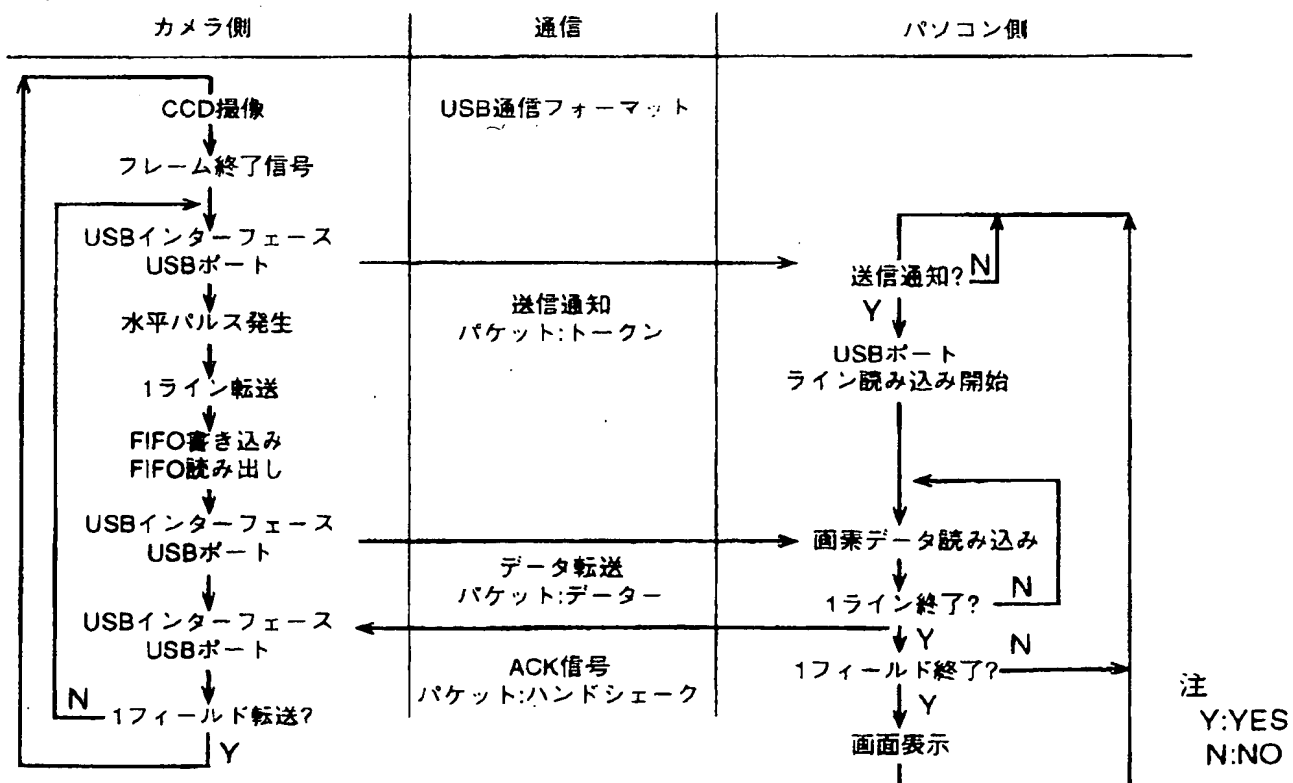 カメラ側
通信
パソコン側
CCD撮像
フレーム終了信号
USBインターフェース
USBポート
水平パルス発生
1ライン転送
FIFO書き込み
FIFO読み出し
USBインターフェース
USBポート
USBインターフェース
USBポート
1フィールド転送?
N
Y
USB通信フォーマット
送信通知
パケット:トークン
データ転送
パケット:データー
ACK信号
パケット:ハンドシェーク
送信通知?
N
Y
USBポート
ライン読み込み開始
画素データ読み込み
1ライン終了?
N
Y
1フィールド終了?
N
Y
画面表示
注
Y:YES
N:NO